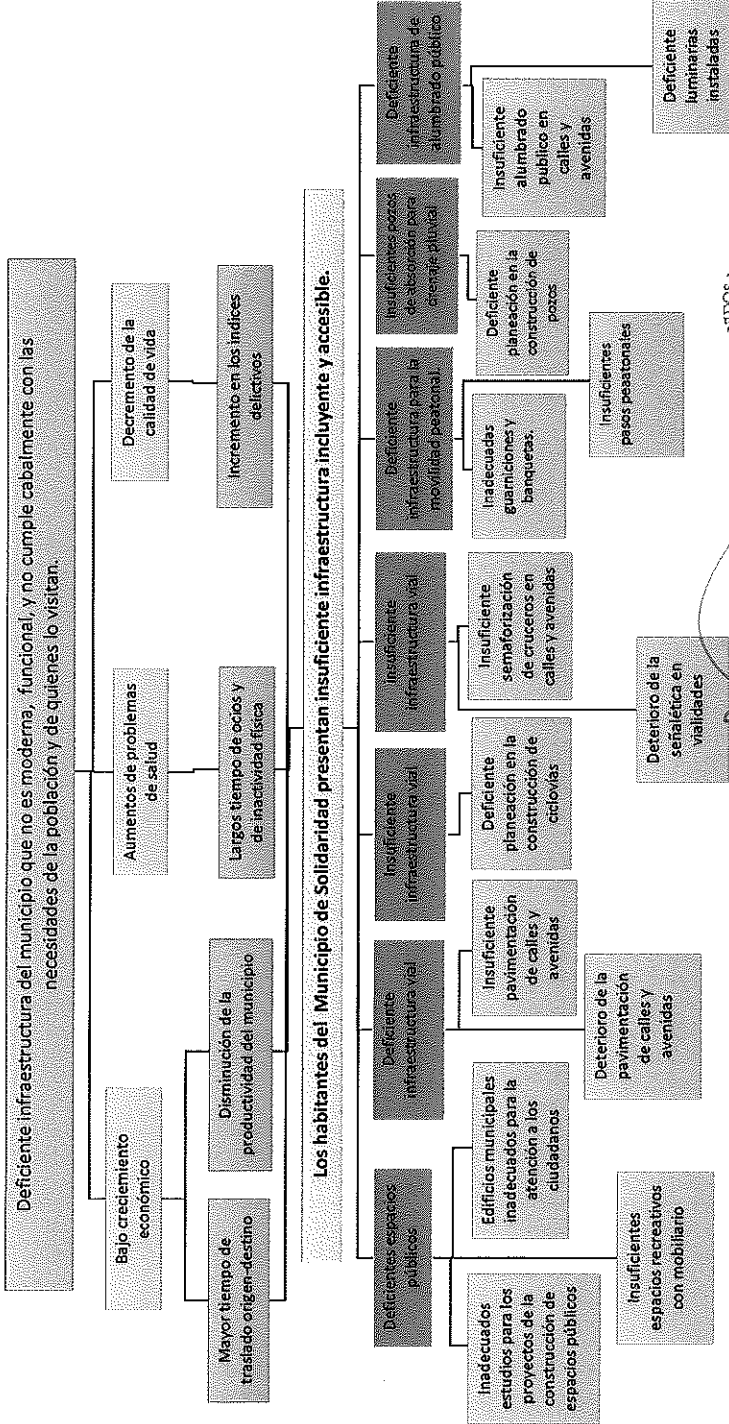 Deficiente infraestructura del municipio que no es moderna, funcional, y no cumple cabalmente con las
necesidades de la población y de quienes lo visitan.
Bajo crecimiento
económico
Aumentos de problemas
de salud
Decremento de la
calidad de vida
Mayor tiempo de
traslado origen-destino
Disminución de la
productividad del municipio
Largos tiempo de ocios y
de inactividad física
Incremento en los índices
delictivos
Los habitantes del Municipio de Solidaridad presentan insuficiente infraestructura incluyente y accesible.
Deficientes espacios
públicos
Deficiente
infraestructura vial
Insuficiente
infraestructura vial
Insuficiente
infraestructura vial
Deficiente
infraestructura para la
movilidad peatonal.
Insuficientes pozos
de absorción para
drenaje pluvial
Deficiente
infraestructura de
alumbrado público
Inadecuados
estudios para los
proyectos de la
construcción de
espacios públicos
Edificios municipales
inadecuados para la
atención a los
ciudadanos
Insuficiente
pavimentación
de calles y
avenidas
Deficiente
planeación en la
construcción de
ciclovías
Insuficiente
semaforización
de cruceros en
calles y avenidas
Inadecuadas
guarniciones y
banquetas.
Deficiente
planeación en la
construcción de
pozos
Insuficiente
alumbrado
publico en
calles y
avenidas
Insuficientes
espacios recreativos
con mobiliario
Deterioro de la
pavimentación
de calles y
avenidas
Deterioro de la
señalética en
vialidades
Insuficientes
pasos peaatonales
Deficiente
luminarias
instaladas